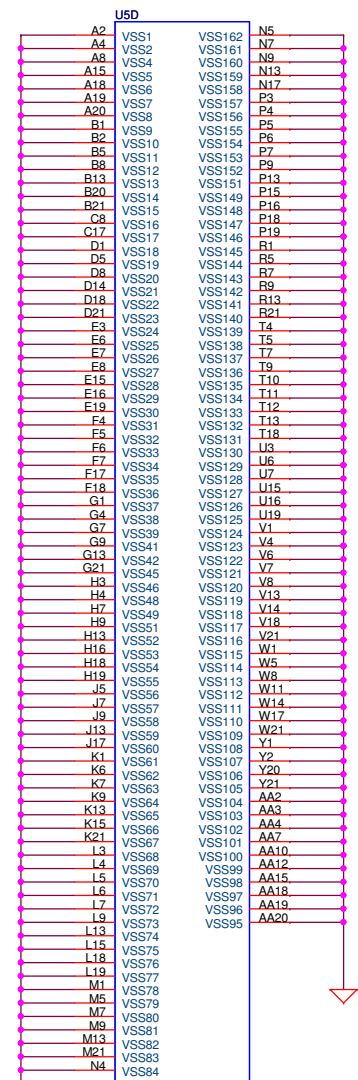 U5D
A2 VSS1 VSS162 N5
A4 VSS2 VSS161 N7
A8 VSS4 VSS160 N9
A15 VSS5 VSS159 N13
A18 VSS6 VSS158 N17
A19 VSS7 VSS157 P3
A20 VSS8 VSS156 P4
B1 VSS9 VSS155 P5
B2 VSS10 VSS154 P6
B5 VSS11 VSS153 P7
B8 VSS12 VSS152 P9
B13 VSS13 VSS151 P13
B20 VSS14 VSS149 P15
B21 VSS15 VSS148 P16
C8 VSS16 VSS147 P18
C17 VSS17 VSS146 P19
D1 VSS18 VSS145 R1
D5 VSS19 VSS144 R5
D8 VSS20 VSS143 R7
D14 VSS21 VSS142 R9
D18 VSS22 VSS141 R13
D21 VSS23 VSS140 R21
E3 VSS24 VSS139 T4
E6 VSS25 VSS138 T5
E7 VSS26 VSS137 T7
E8 VSS27 VSS136 T9
E15 VSS28 VSS135 T10
E16 VSS29 VSS134 T11
E19 VSS30 VSS133 T12
F4 VSS31 VSS132 T13
F5 VSS32 VSS131 T18
F6 VSS33 VSS130 U3
F7 VSS34 VSS129 U6
F17 VSS35 VSS128 U7
F18 VSS36 VSS127 U15
G1 VSS37 VSS126 U16
G4 VSS38 VSS125 U19
G7 VSS39 VSS124 V1
G9 VSS41 VSS123 V4
G13 VSS42 VSS122 V6
G21 VSS45 VSS121 V7
H3 VSS46 VSS120 V8
H4 VSS48 VSS119 V13
H7 VSS49 VSS118 V14
H9 VSS51 VSS117 V18
H13 VSS52 VSS116 V21
H16 VSS53 VSS115 W1
H18 VSS54 VSS114 W5
H19 VSS55 VSS113 W8
J5 VSS56 VSS112 W11
J7 VSS57 VSS111 W14
J9 VSS58 VSS110 W17
J13 VSS59 VSS109 W21
J17 VSS60 VSS108 Y1
K1 VSS61 VSS107 Y2
K6 VSS62 VSS106 Y20
K7 VSS63 VSS105 Y21
K9 VSS64 VSS104 AA2
K13 VSS65 VSS103 AA3
K15 VSS66 VSS102 AA4
K21 VSS67 VSS101 AA7
L3 VSS68 VSS100 AA10
L4 VSS69 VSS99 AA12
L5 VSS70 VSS98 AA15
L6 VSS71 VSS97 AA18
L7 VSS72 VSS96 AA19
L9 VSS73 VSS95 AA20
L13 VSS74
L15 VSS75
L18 VSS76
L19 VSS77
M1 VSS78
M5 VSS79
M7 VSS80
M9 VSS81
M13 VSS82
M21 VSS83
N4 VSS84